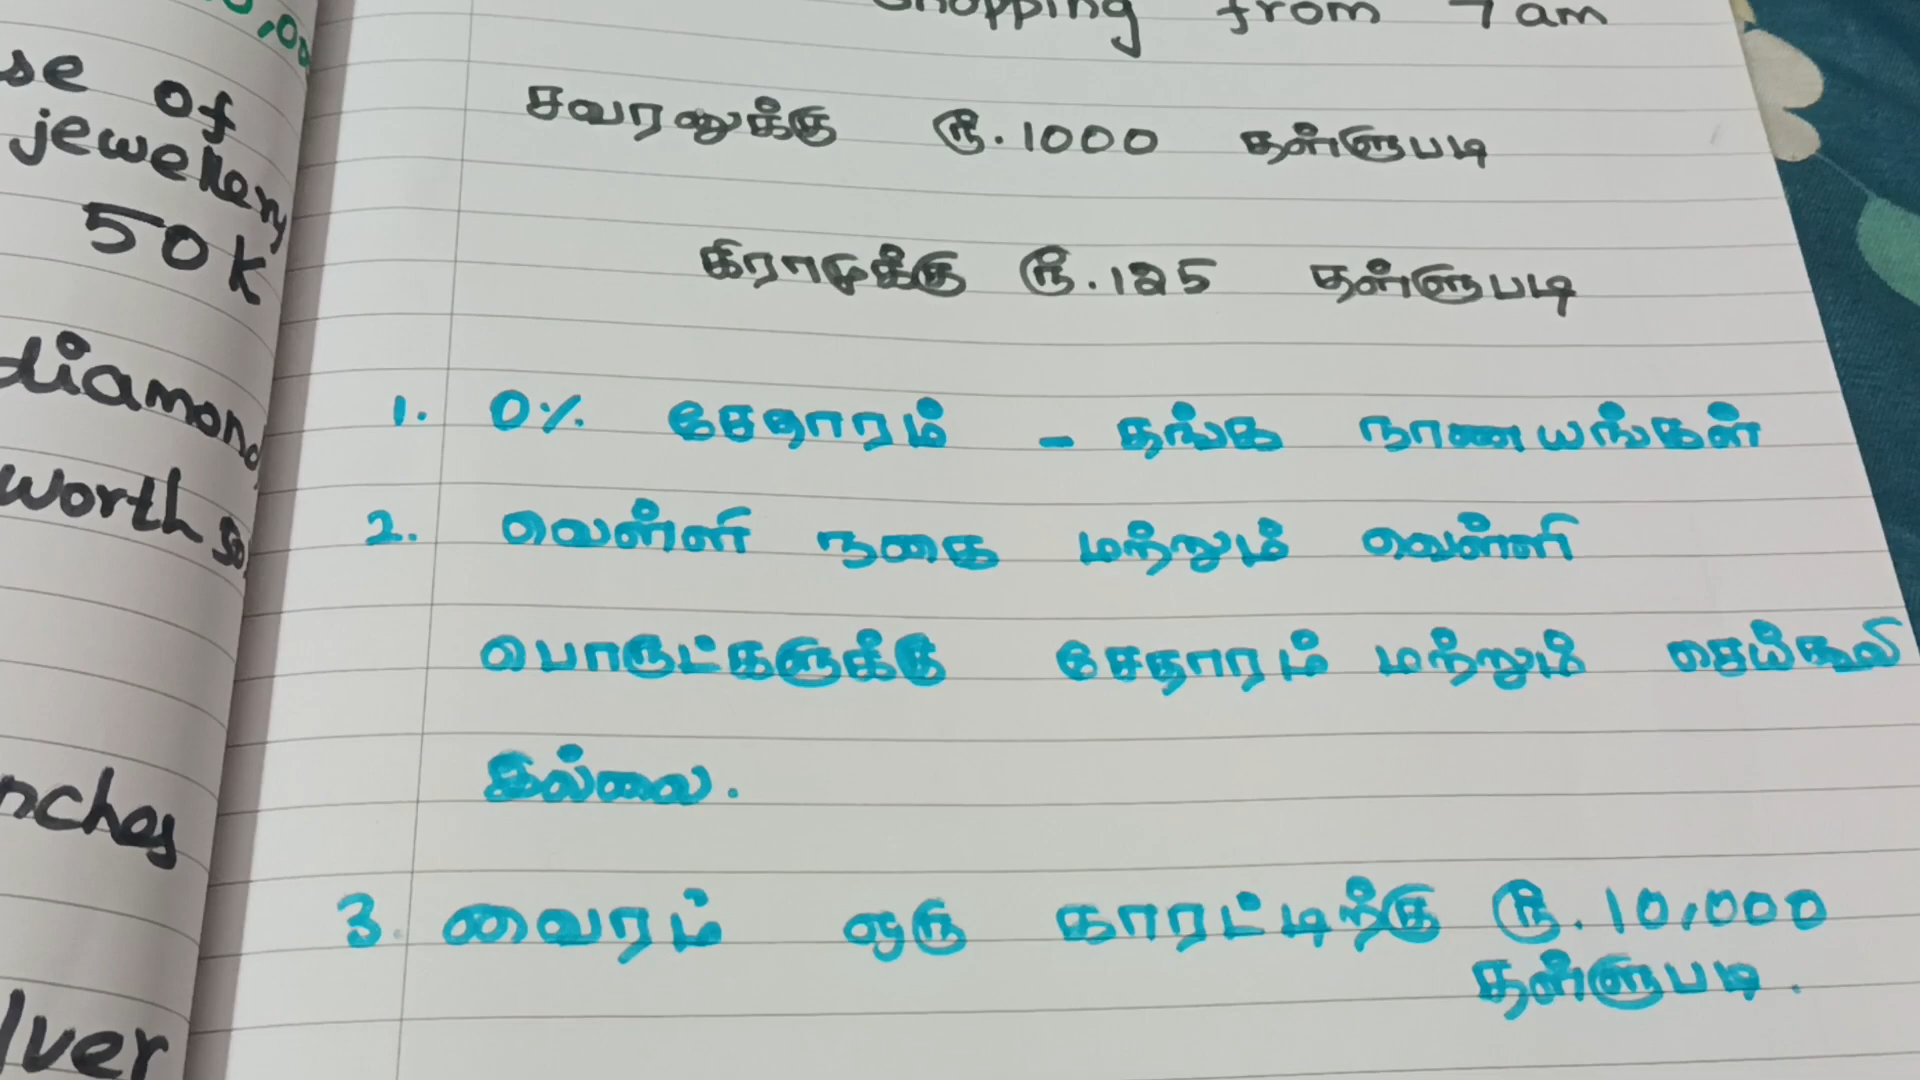 0,00
se of
jewellery
50k
diamond
worth
nches
lver
Shopping from 7 am
சவரனுக்கு ரூ.1000 தள்ளுபடி
கிராமுக்கு ரூ.125 தள்ளுபடி
1. 0% சேதாரம் - தங்க நாணயங்கள்
2. வெள்ளி நகை மற்றும் வெள்ளி
பொருட்களுக்கு சேதாரம் மற்றும் செய்கூலி
இல்லை.
3. வைரம் ஒரு காரட்டிற்கு ரூ.10,000
தள்ளுபடி.